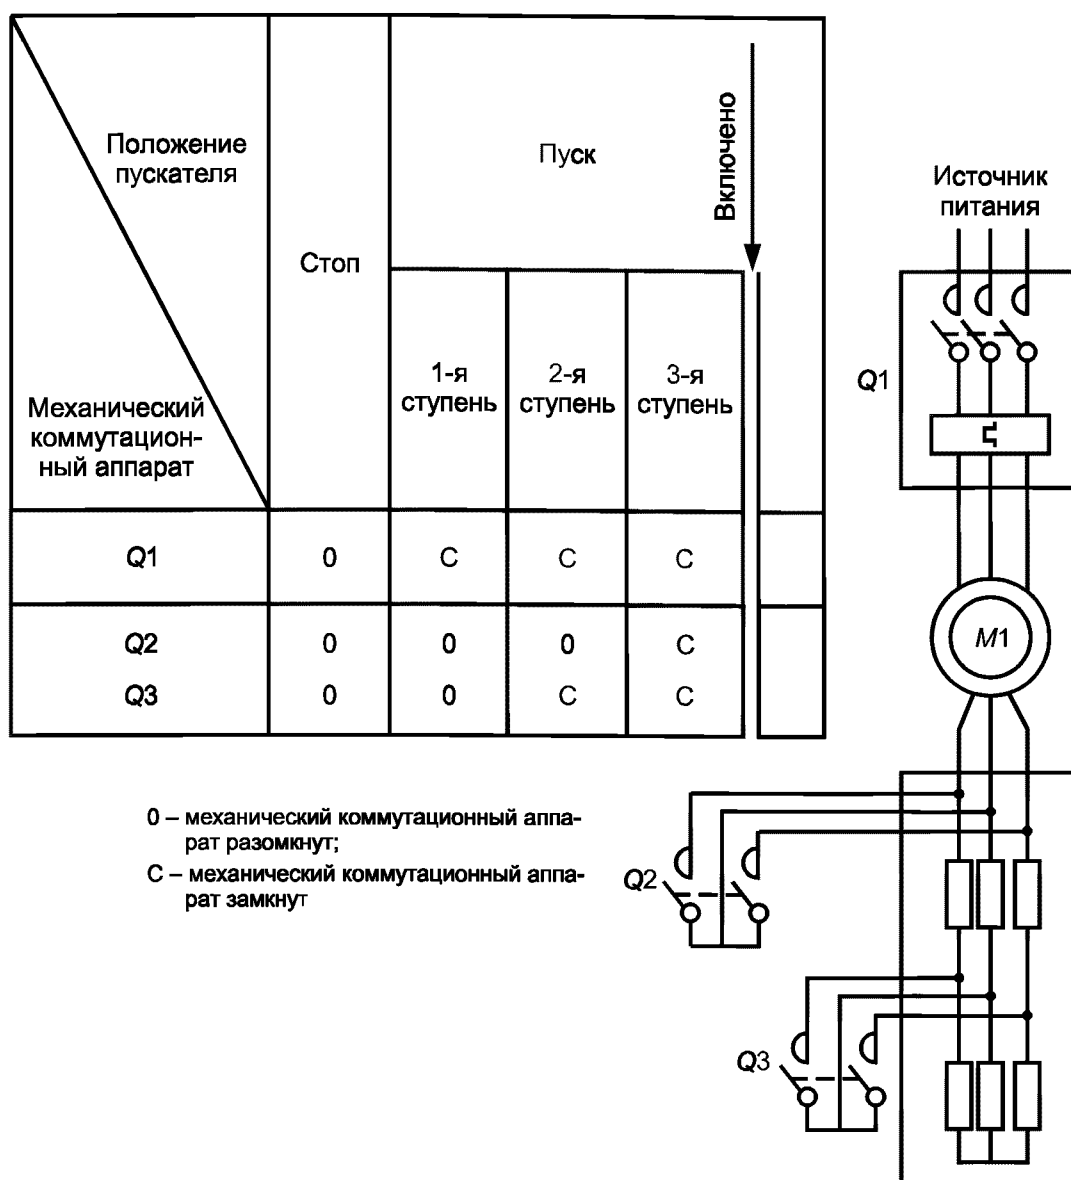 Положение
пускателя
Механический
коммутацион-
ный аппарат
Стоп
Пуск
Включено
1-я
ступень
2-я
ступень
3-я
ступень
Q1 0 C C C
Q2 0 0 0 C
Q3 0 0 C C
0 – механический коммутационный аппа-
рат разомкнут;
C – механический коммутационный аппа-
рат замкнут
Источник
питания
Q1
M1
Q2
Q3